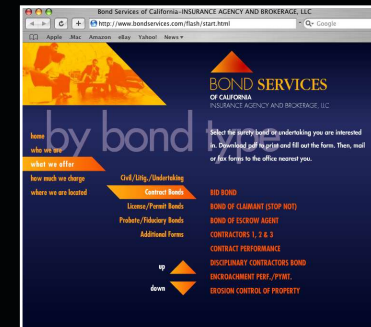 Bond Services of California-INSURANCE AGENCY AND BROKERAGE, LLC
http://www.bondservices.com/flash/start.html
Q- Google
Apple .Mac Amazon eBay Yahoo! News ▾
BOND SERVICES
OF CALIFORNIA
INSURANCE AGENCY AND BROKERAGE, LLC
by bond type
Select the surety bond or undertaking you are interested
in. Download pdf to print and fill out the form. Then, mail
or fax forms to the office nearest you.
home
who we are
what we offer
how much we charge
where we are located
Civil/Litig./Undertaking
Contract Bonds
License/Permit Bonds
Probate/Fiduciary Bonds
Additional Forms
up
down
BID BOND
BOND OF CLAIMANT (STOP NOT)
BOND OF ESCROW AGENT
CONTRACTORS 1, 2 & 3
CONTRACT PERFORMANCE
DISCIPLINARY CONTRACTORS BOND
ENCROACHMENT PERF./PYMT.
EROSION CONTROL OF PROPERTY